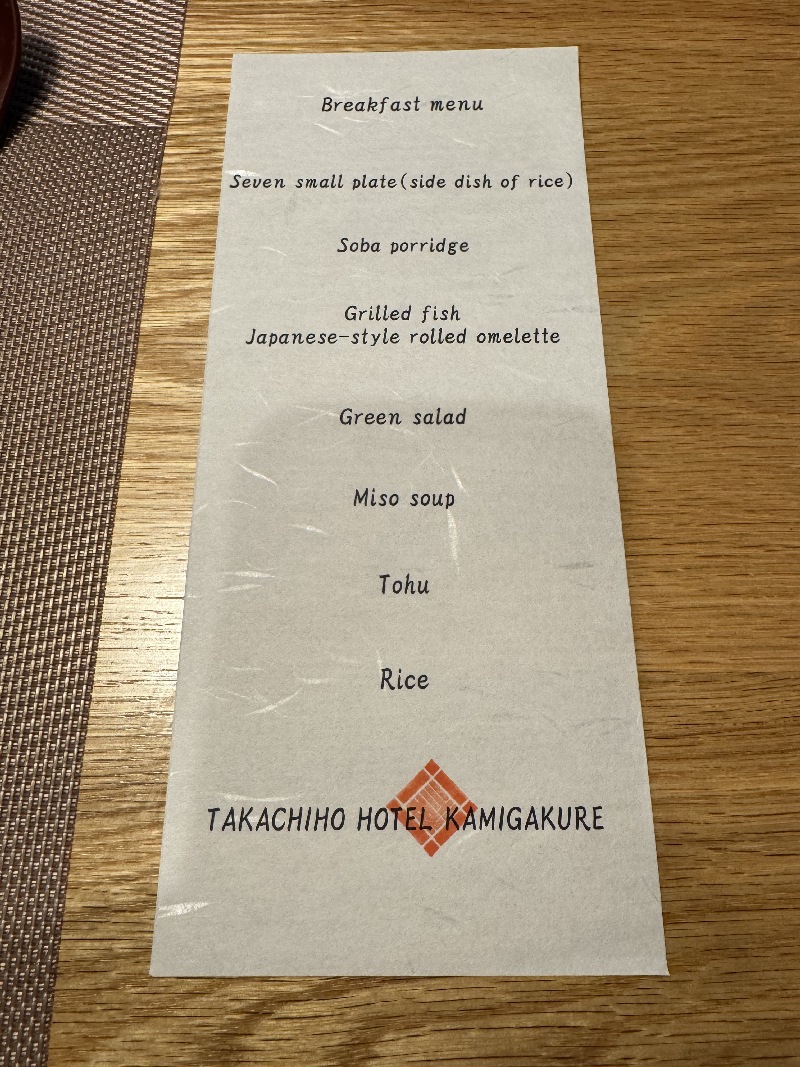 Breakfast menu
Seven small plate(side dish of rice)
Soba porridge
Grilled fish
Japanese-style rolled omelette
Green salad
Miso soup
Tohu
Rice
TAKACHIHO HOTEL KAMIGAKURE